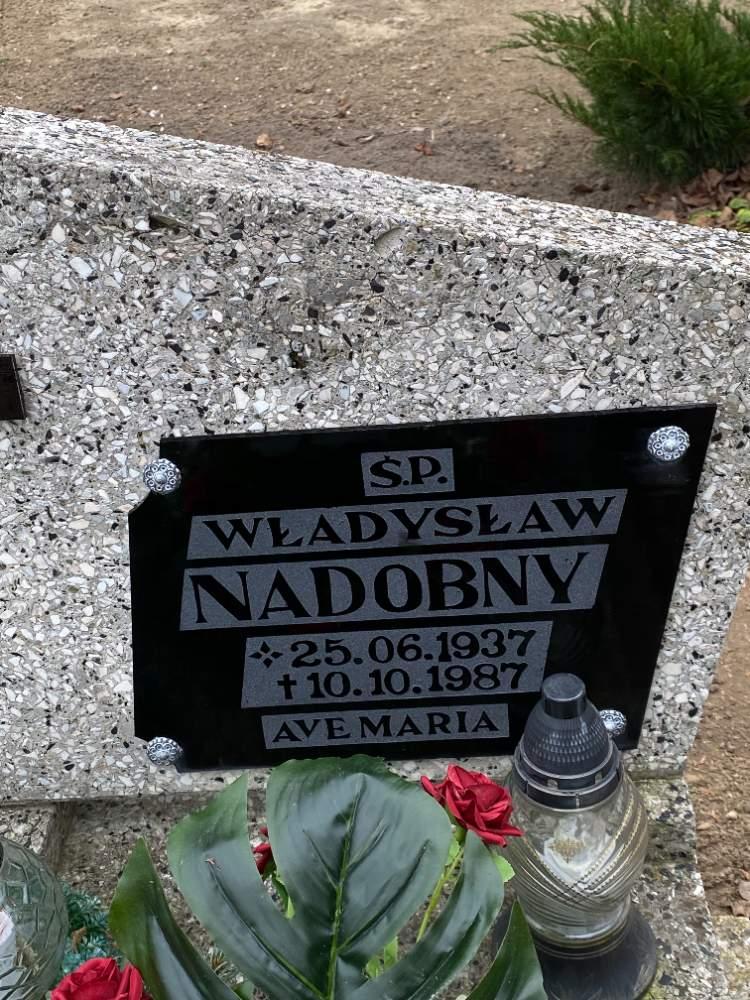 Ś.P.
WŁADYSŁAW
NADOBNY
25.06.1937
† 10.10.1987
AVE MARIA